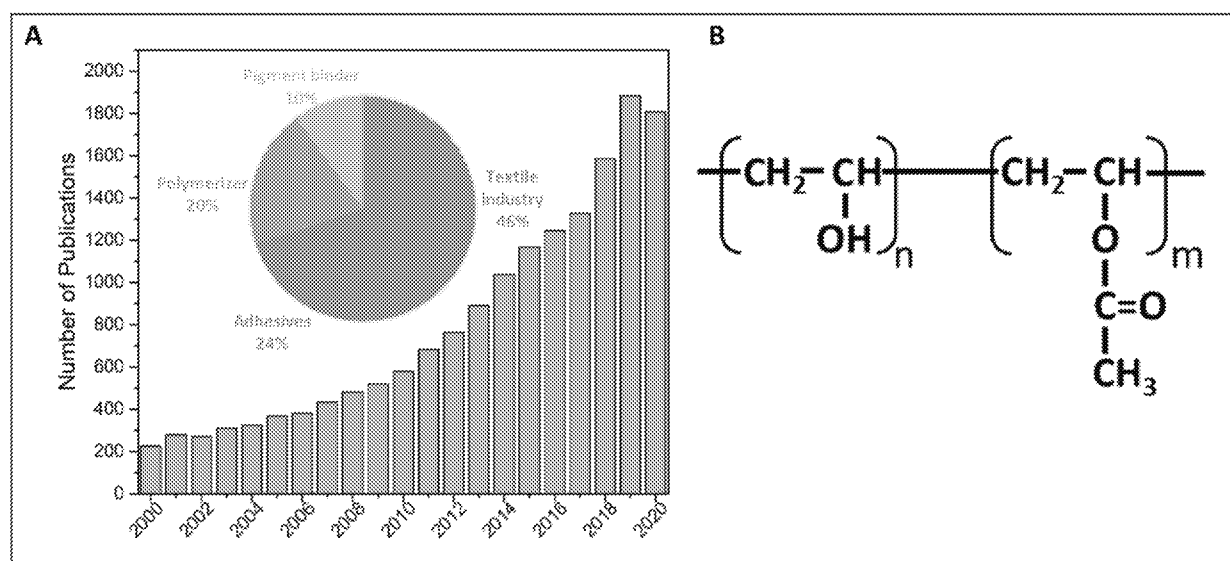 A
Number of Publications
2000
1800
1600
1400
1200
1000
800
600
400
200
0
2000
2002
2004
2006
2008
2010
2012
2014
2016
2018
2020
Pigment binder
10%
Polymerizer
20%
Textile
industry
46%
Adhesives
24%
B
CH2 CH n CH2 CH m
OH O
C=O
CH3